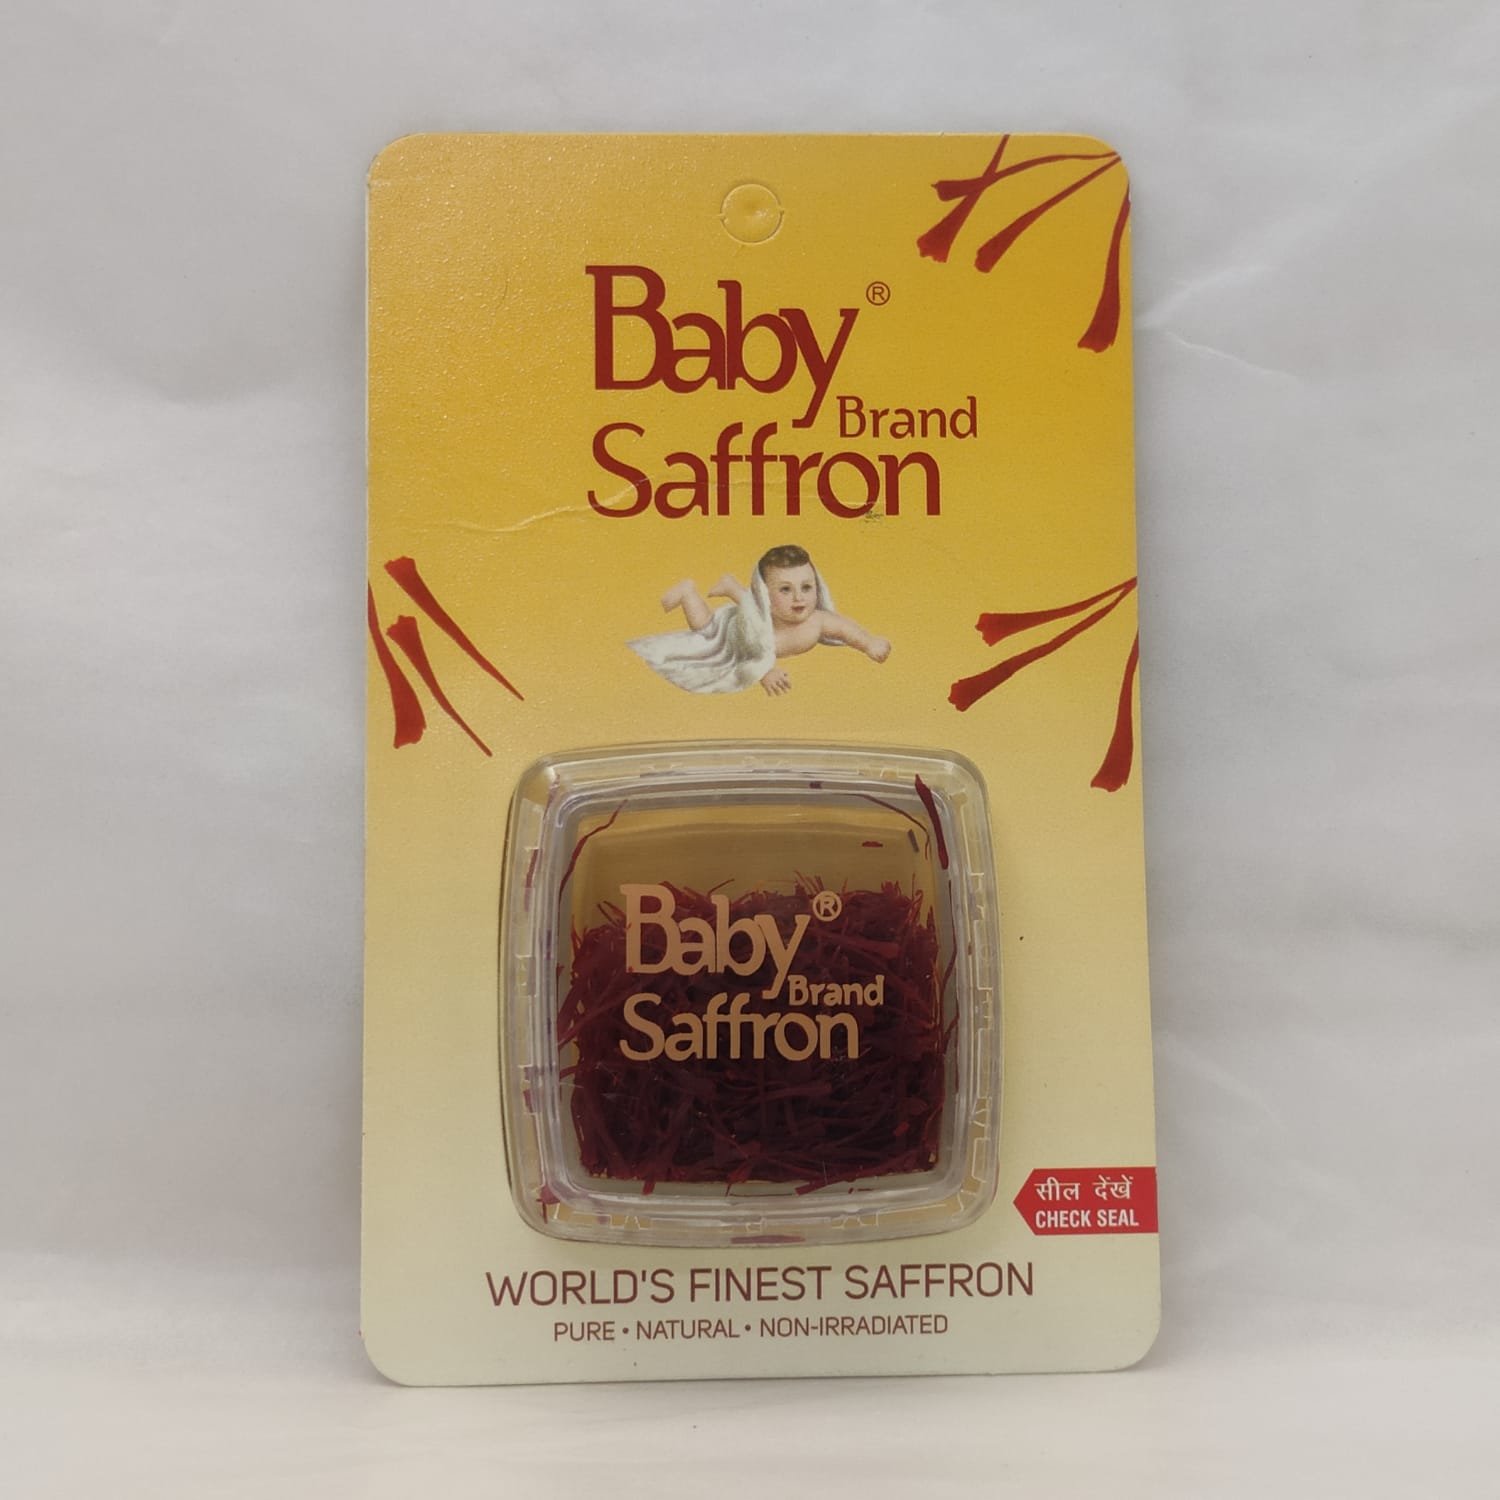 Baby®
Brand
Saffron
Baby®
Brand
Saffron
सील देंखें
CHECK SEAL
WORLD'S FINEST SAFFRON
PURE • NATURAL • NON-IRRADIATED